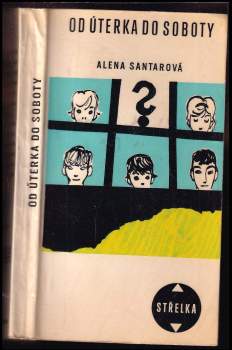 OD ÚTERKA DO SOBOTY
OD ÚTERKA DO SOBOTY
ALENA SANTAROVÁ
?
STŘELKA